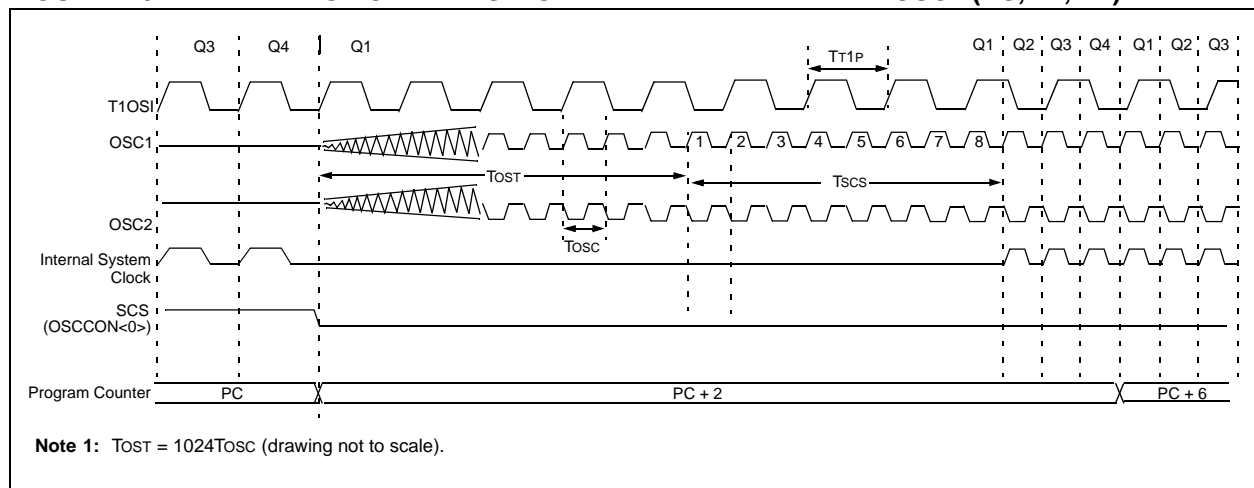 Q3 Q4 Q1 Q1 Q2 Q3 Q4 Q1 Q2 Q3
TT1P
T1OSI
OSC1
1 2 3 4 5 6 7 8
TOST
TSCS
OSC2
TOSC
Internal System
Clock
SCS
(OSCCON<0>)
Program Counter PC PC + 2 PC + 6
Note 1: TOST = 1024TOSC (drawing not to scale).